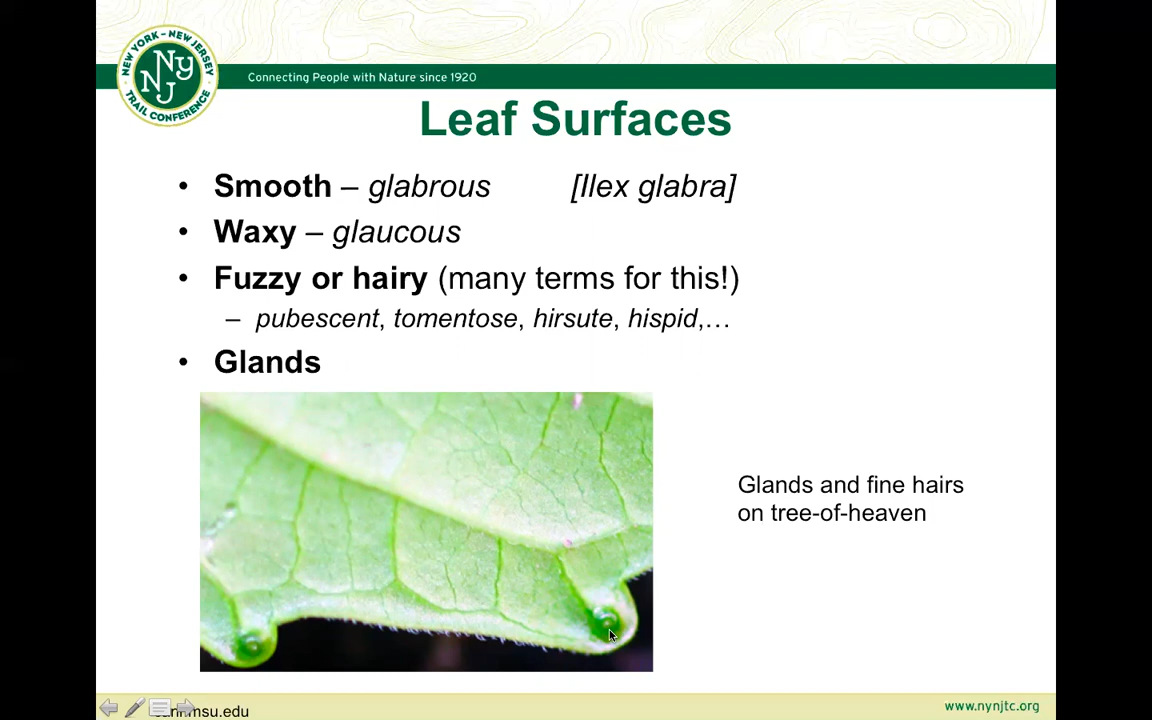 NEW YORK - NEW JERSEY
NY
NJ
TRAIL CONFERENCE
Connecting People with Nature since 1920
Leaf Surfaces
• Smooth – glabrous [Ilex glabra]
• Waxy – glaucous
• Fuzzy or hairy (many terms for this!)
– pubescent, tomentose, hirsute, hispid,…
• Glands
Glands and fine hairs
on tree-of-heaven
www.nynjtc.org